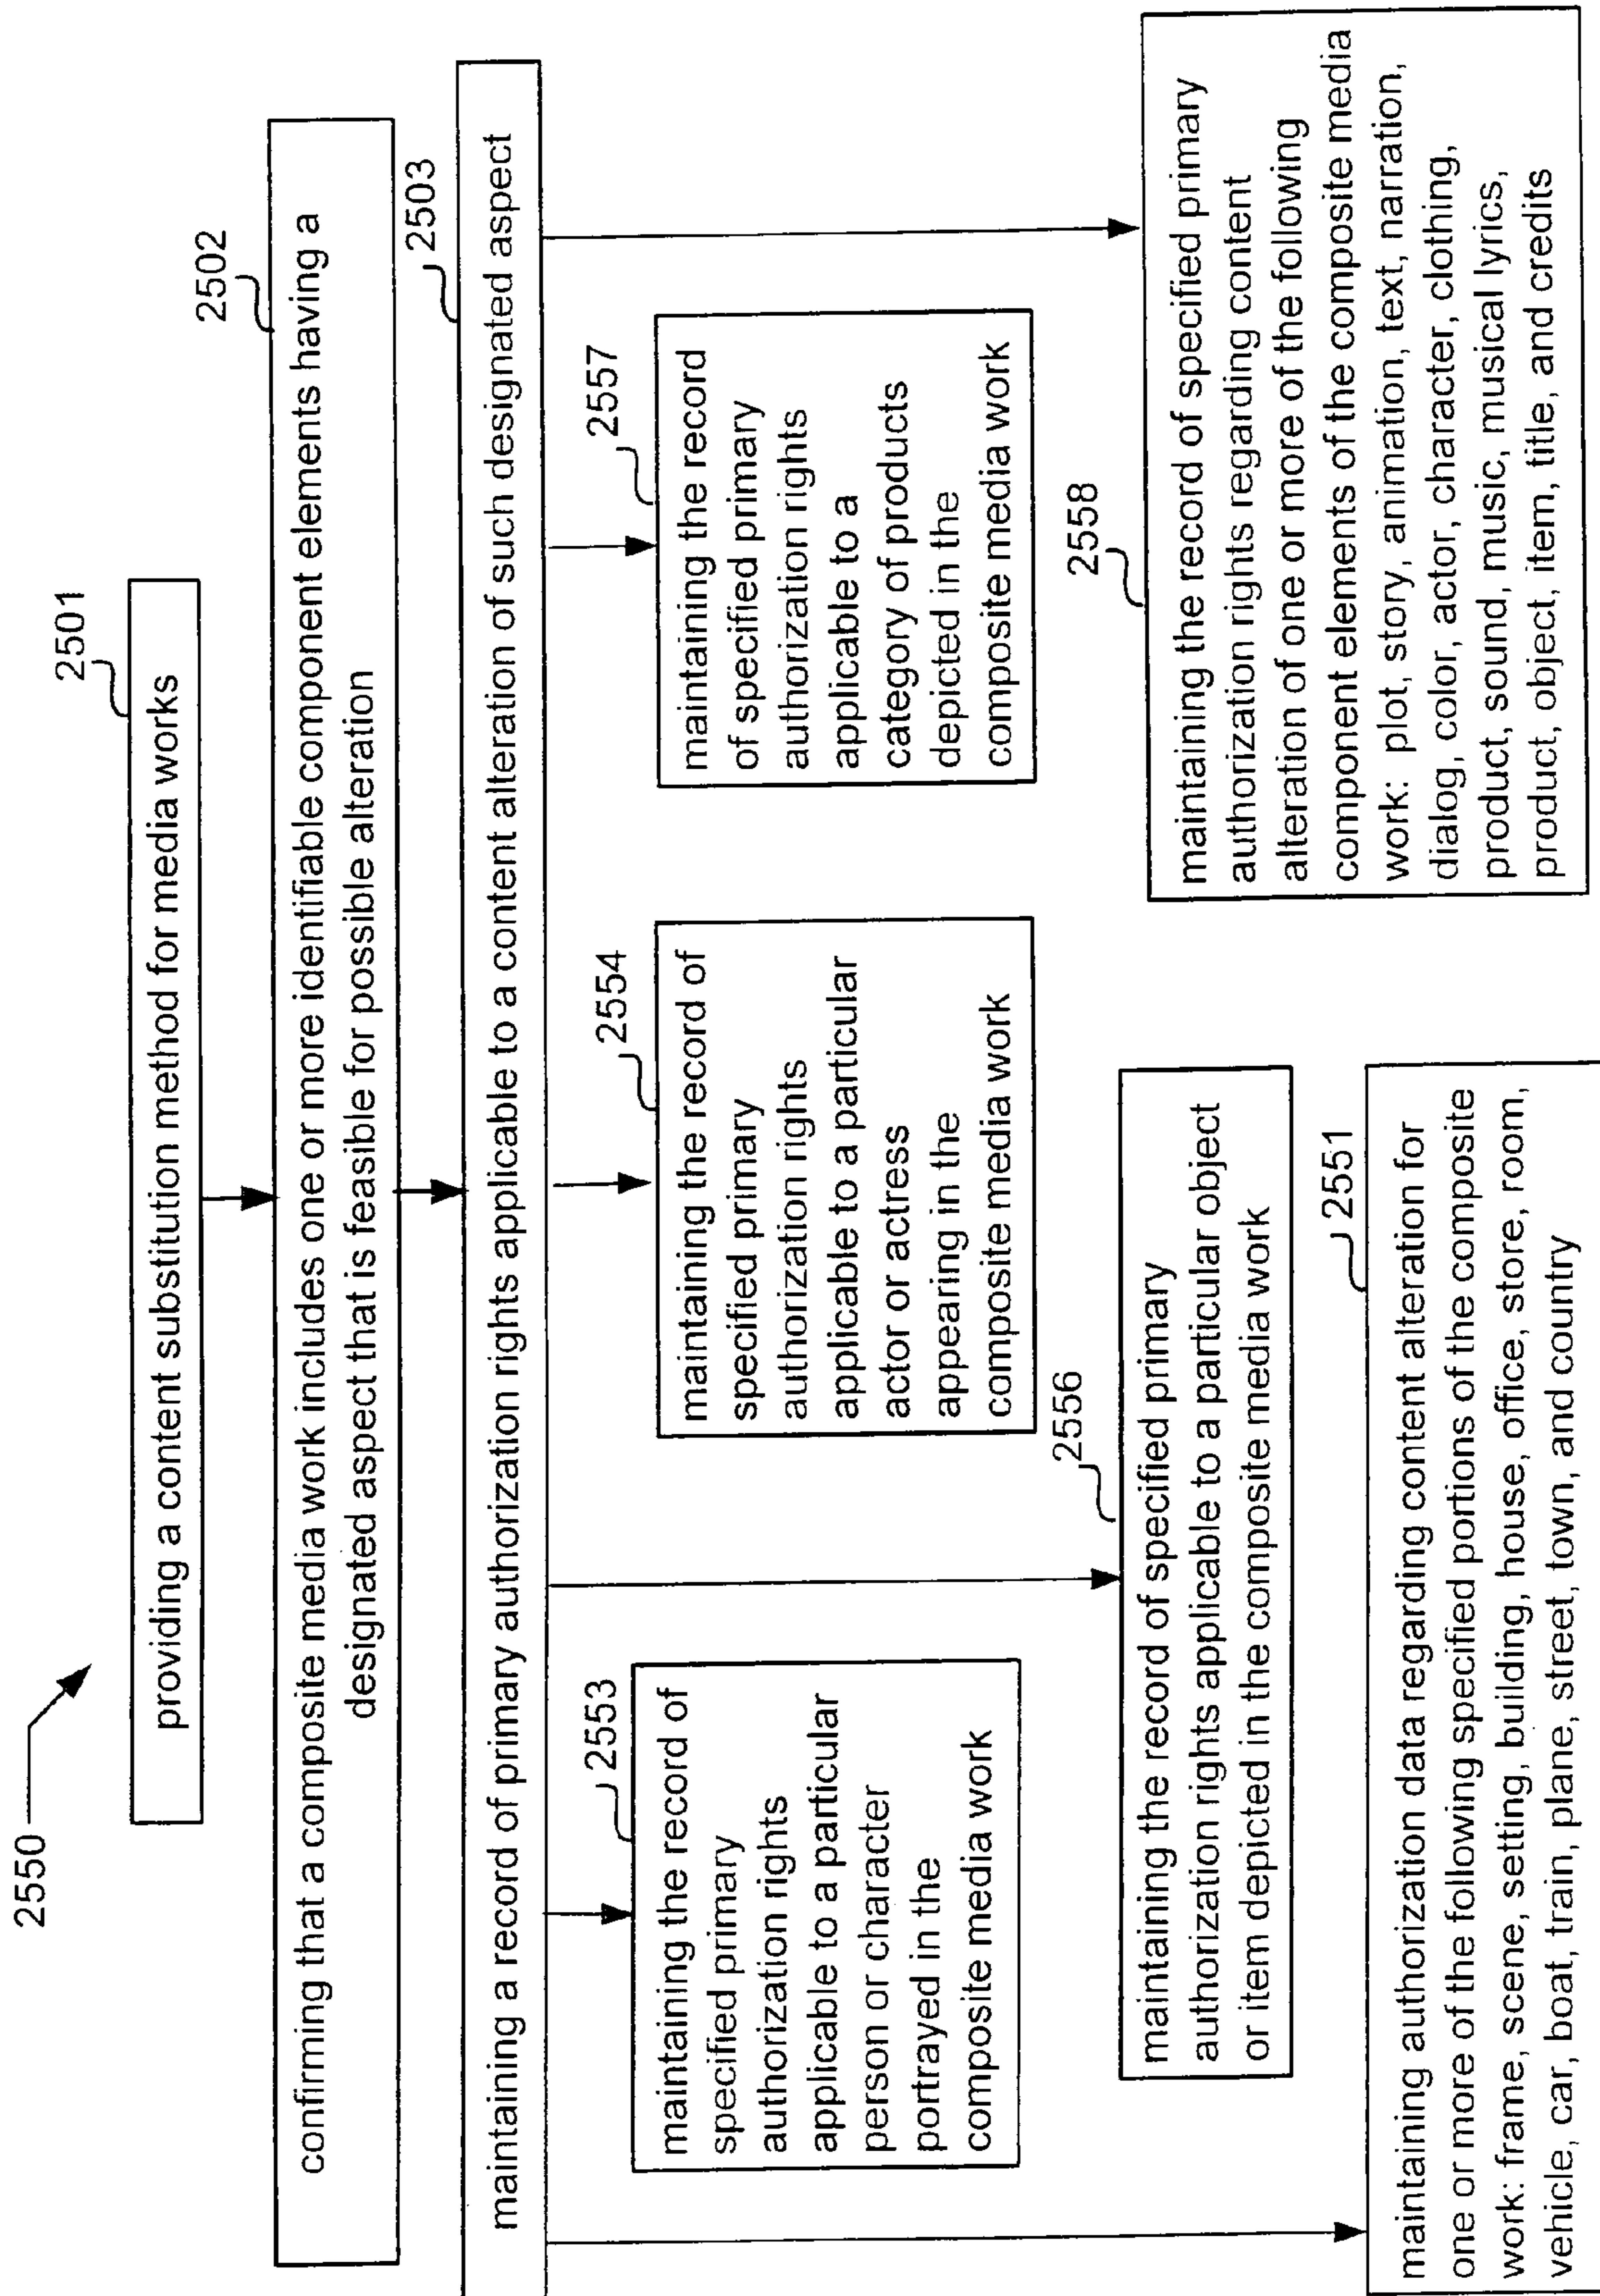 2550
2501
providing a content substitution method for media works
2502
confirming that a composite media work includes one or more identifiable component elements having a
designated aspect that is feasible for possible alteration
2503
maintaining a record of primary authorization rights applicable to a content alteration of such designated aspect
2553
maintaining the record of
specified primary
authorization rights
applicable to a particular
person or character
portrayed in the
composite media work
2554
maintaining the record of
specified primary
authorization rights
applicable to a particular
actor or actress
appearing in the
composite media work
2557
maintaining the record
of specified primary
authorization rights
applicable to a
category of products
depicted in the
composite media work
2556
maintaining the record of specified primary
authorization rights applicable to a particular object
or item depicted in the composite media work
2558
maintaining the record of specified primary
authorization rights regarding content
alteration of one or more of the following
component elements of the composite media
work: plot, story, animation, text, narration,
dialog, color, actor, character, clothing,
product, sound, music, musical lyrics,
product, object, item, title, and credits
2551
maintaining authorization data regarding content alteration for
one or more of the following specified portions of the composite
work: frame, scene, setting, building, house, office, store, room,
vehicle, car, boat, train, plane, street, town, and country